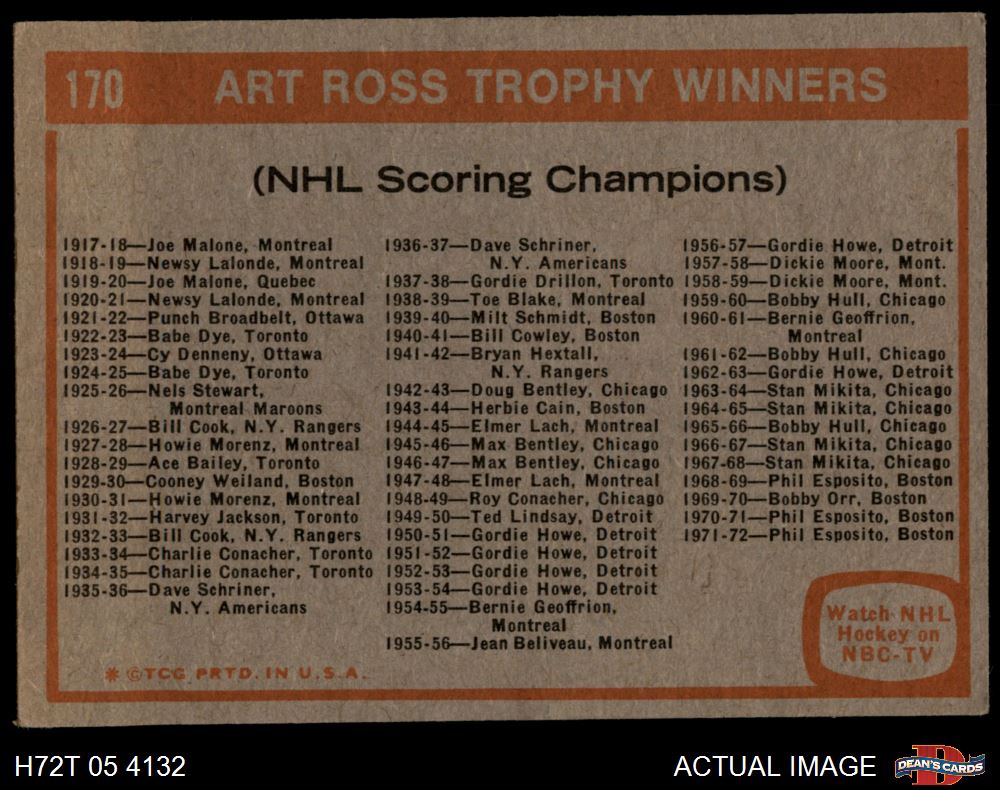 170 ART ROSS TROPHY WINNERS
(NHL Scoring Champions)
1917-18—Joe Malone, Montreal
1918-19—Newsy Lalonde, Montreal
1919-20—Joe Malone, Quebec
1920-21—Newsy Lalonde, Montreal
1921-22—Punch Broadbelt, Ottawa
1922-23—Babe Dye, Toronto
1923-24—Cy Denneny, Ottawa
1924-25—Babe Dye, Toronto
1925-26—Nels Stewart,
Montreal Maroons
1926-27—Bill Cook, N.Y. Rangers
1927-28—Howie Morenz, Montreal
1928-29—Ace Bailey, Toronto
1929-30—Cooney Weiland, Boston
1930-31—Howie Morenz, Montreal
1931-32—Harvey Jackson, Toronto
1932-33—Bill Cook, N.Y. Rangers
1933-34—Charlie Conacher, Toronto
1934-35—Charlie Conacher, Toronto
1935-36—Dave Schriner,
N.Y. Americans
1936-37—Dave Schriner,
N.Y. Americans
1937-38—Gordie Drillon, Toronto
1938-39—Toe Blake, Montreal
1939-40—Milt Schmidt, Boston
1940-41—Bill Cowley, Boston
1941-42—Bryan Hextall,
N.Y. Rangers
1942-43—Doug Bentley, Chicago
1943-44—Herbie Cain, Boston
1944-45—Elmer Lach, Montreal
1945-46—Max Bentley, Chicago
1946-47—Max Bentley, Chicago
1947-48—Elmer Lach, Montreal
1948-49—Roy Conacher, Chicago
1949-50—Ted Lindsay, Detroit
1950-51—Gordie Howe, Detroit
1951-52—Gordie Howe, Detroit
1952-53—Gordie Howe, Detroit
1953-54—Gordie Howe, Detroit
1954-55—Bernie Geoffrion,
Montreal
1955-56—Jean Beliveau, Montreal
1956-57—Gordie Howe, Detroit
1957-58—Dickie Moore, Mont.
1958-59—Dickie Moore, Mont.
1959-60—Bobby Hull, Chicago
1960-61—Bernie Geoffrion,
Montreal
1961-62—Bobby Hull, Chicago
1962-63—Gordie Howe, Detroit
1963-64—Stan Mikita, Chicago
1964-65—Stan Mikita, Chicago
1965-66—Bobby Hull, Chicago
1966-67—Stan Mikita, Chicago
1967-68—Stan Mikita, Chicago
1968-69—Phil Esposito, Boston
1969-70—Bobby Orr, Boston
1970-71—Phil Esposito, Boston
1971-72—Phil Esposito, Boston
Watch NHL
Hockey on
NBC-TV
* © TCG PRTD. IN U.S.A.
H72T 05 4132
ACTUAL IMAGE
D
DEAN'S CARDS